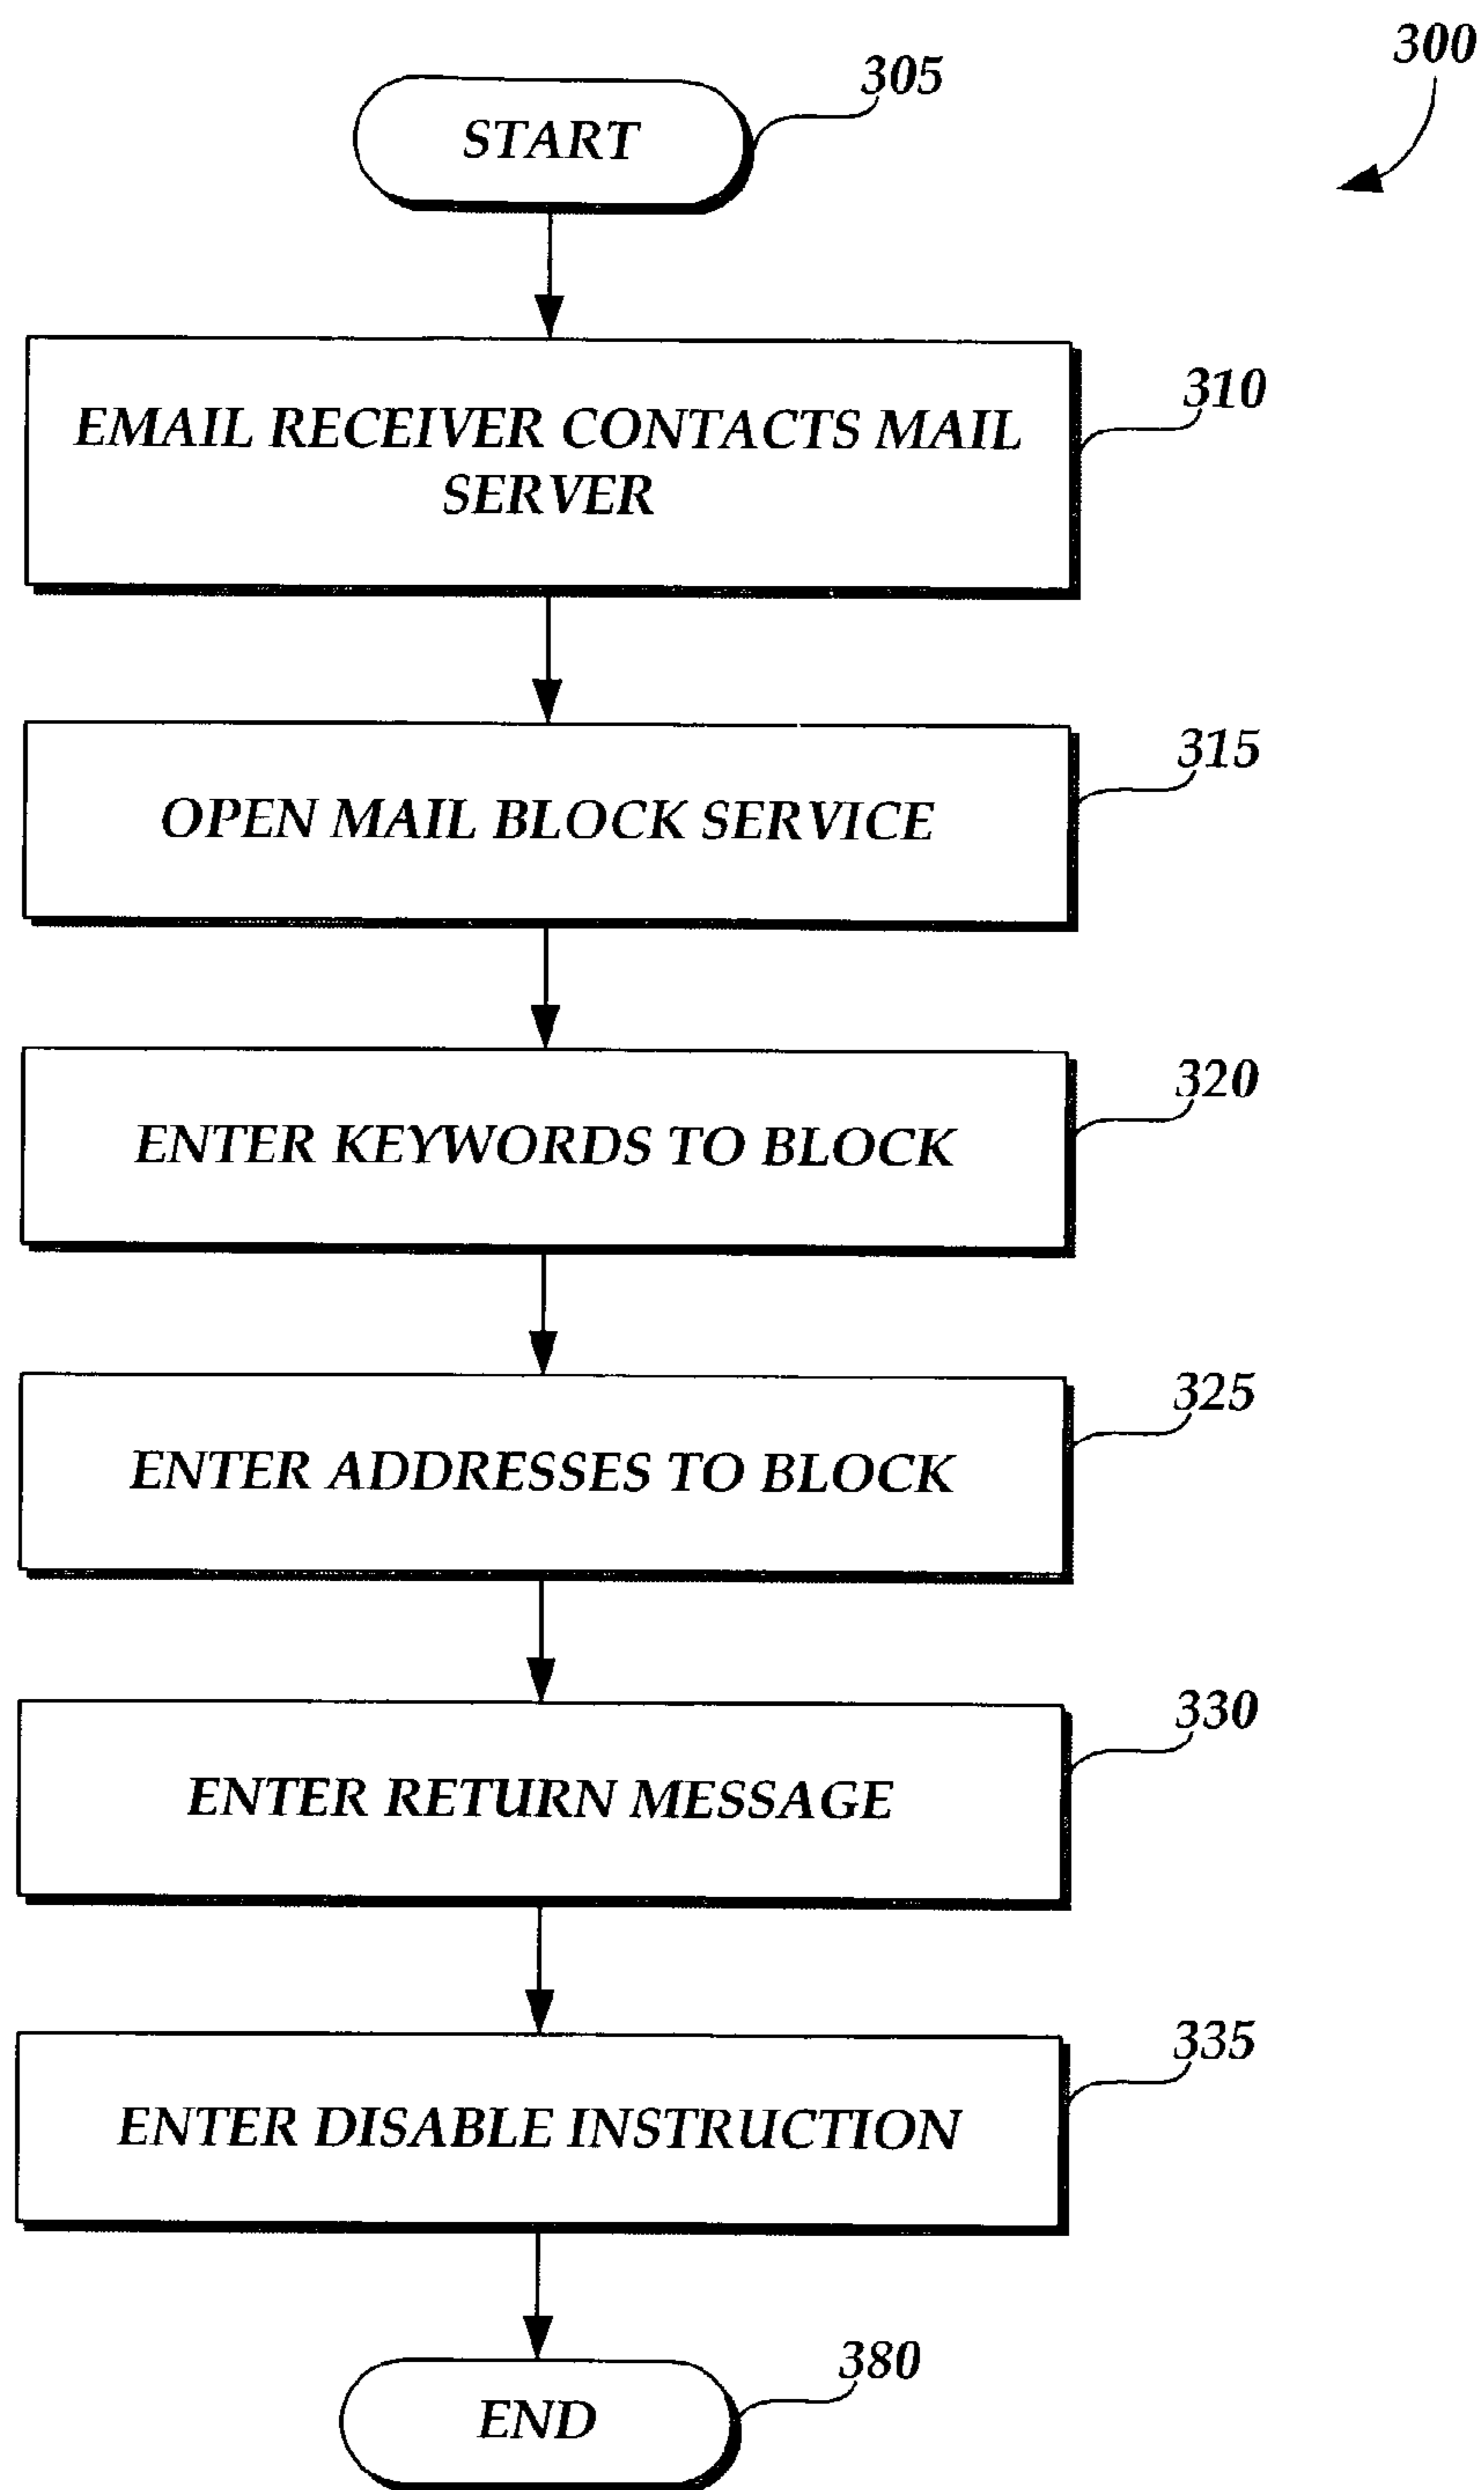 300
START
305
EMAIL RECEIVER CONTACTS MAIL
SERVER
310
OPEN MAIL BLOCK SERVICE
315
ENTER KEYWORDS TO BLOCK
320
ENTER ADDRESSES TO BLOCK
325
ENTER RETURN MESSAGE
330
ENTER DISABLE INSTRUCTION
335
END
380